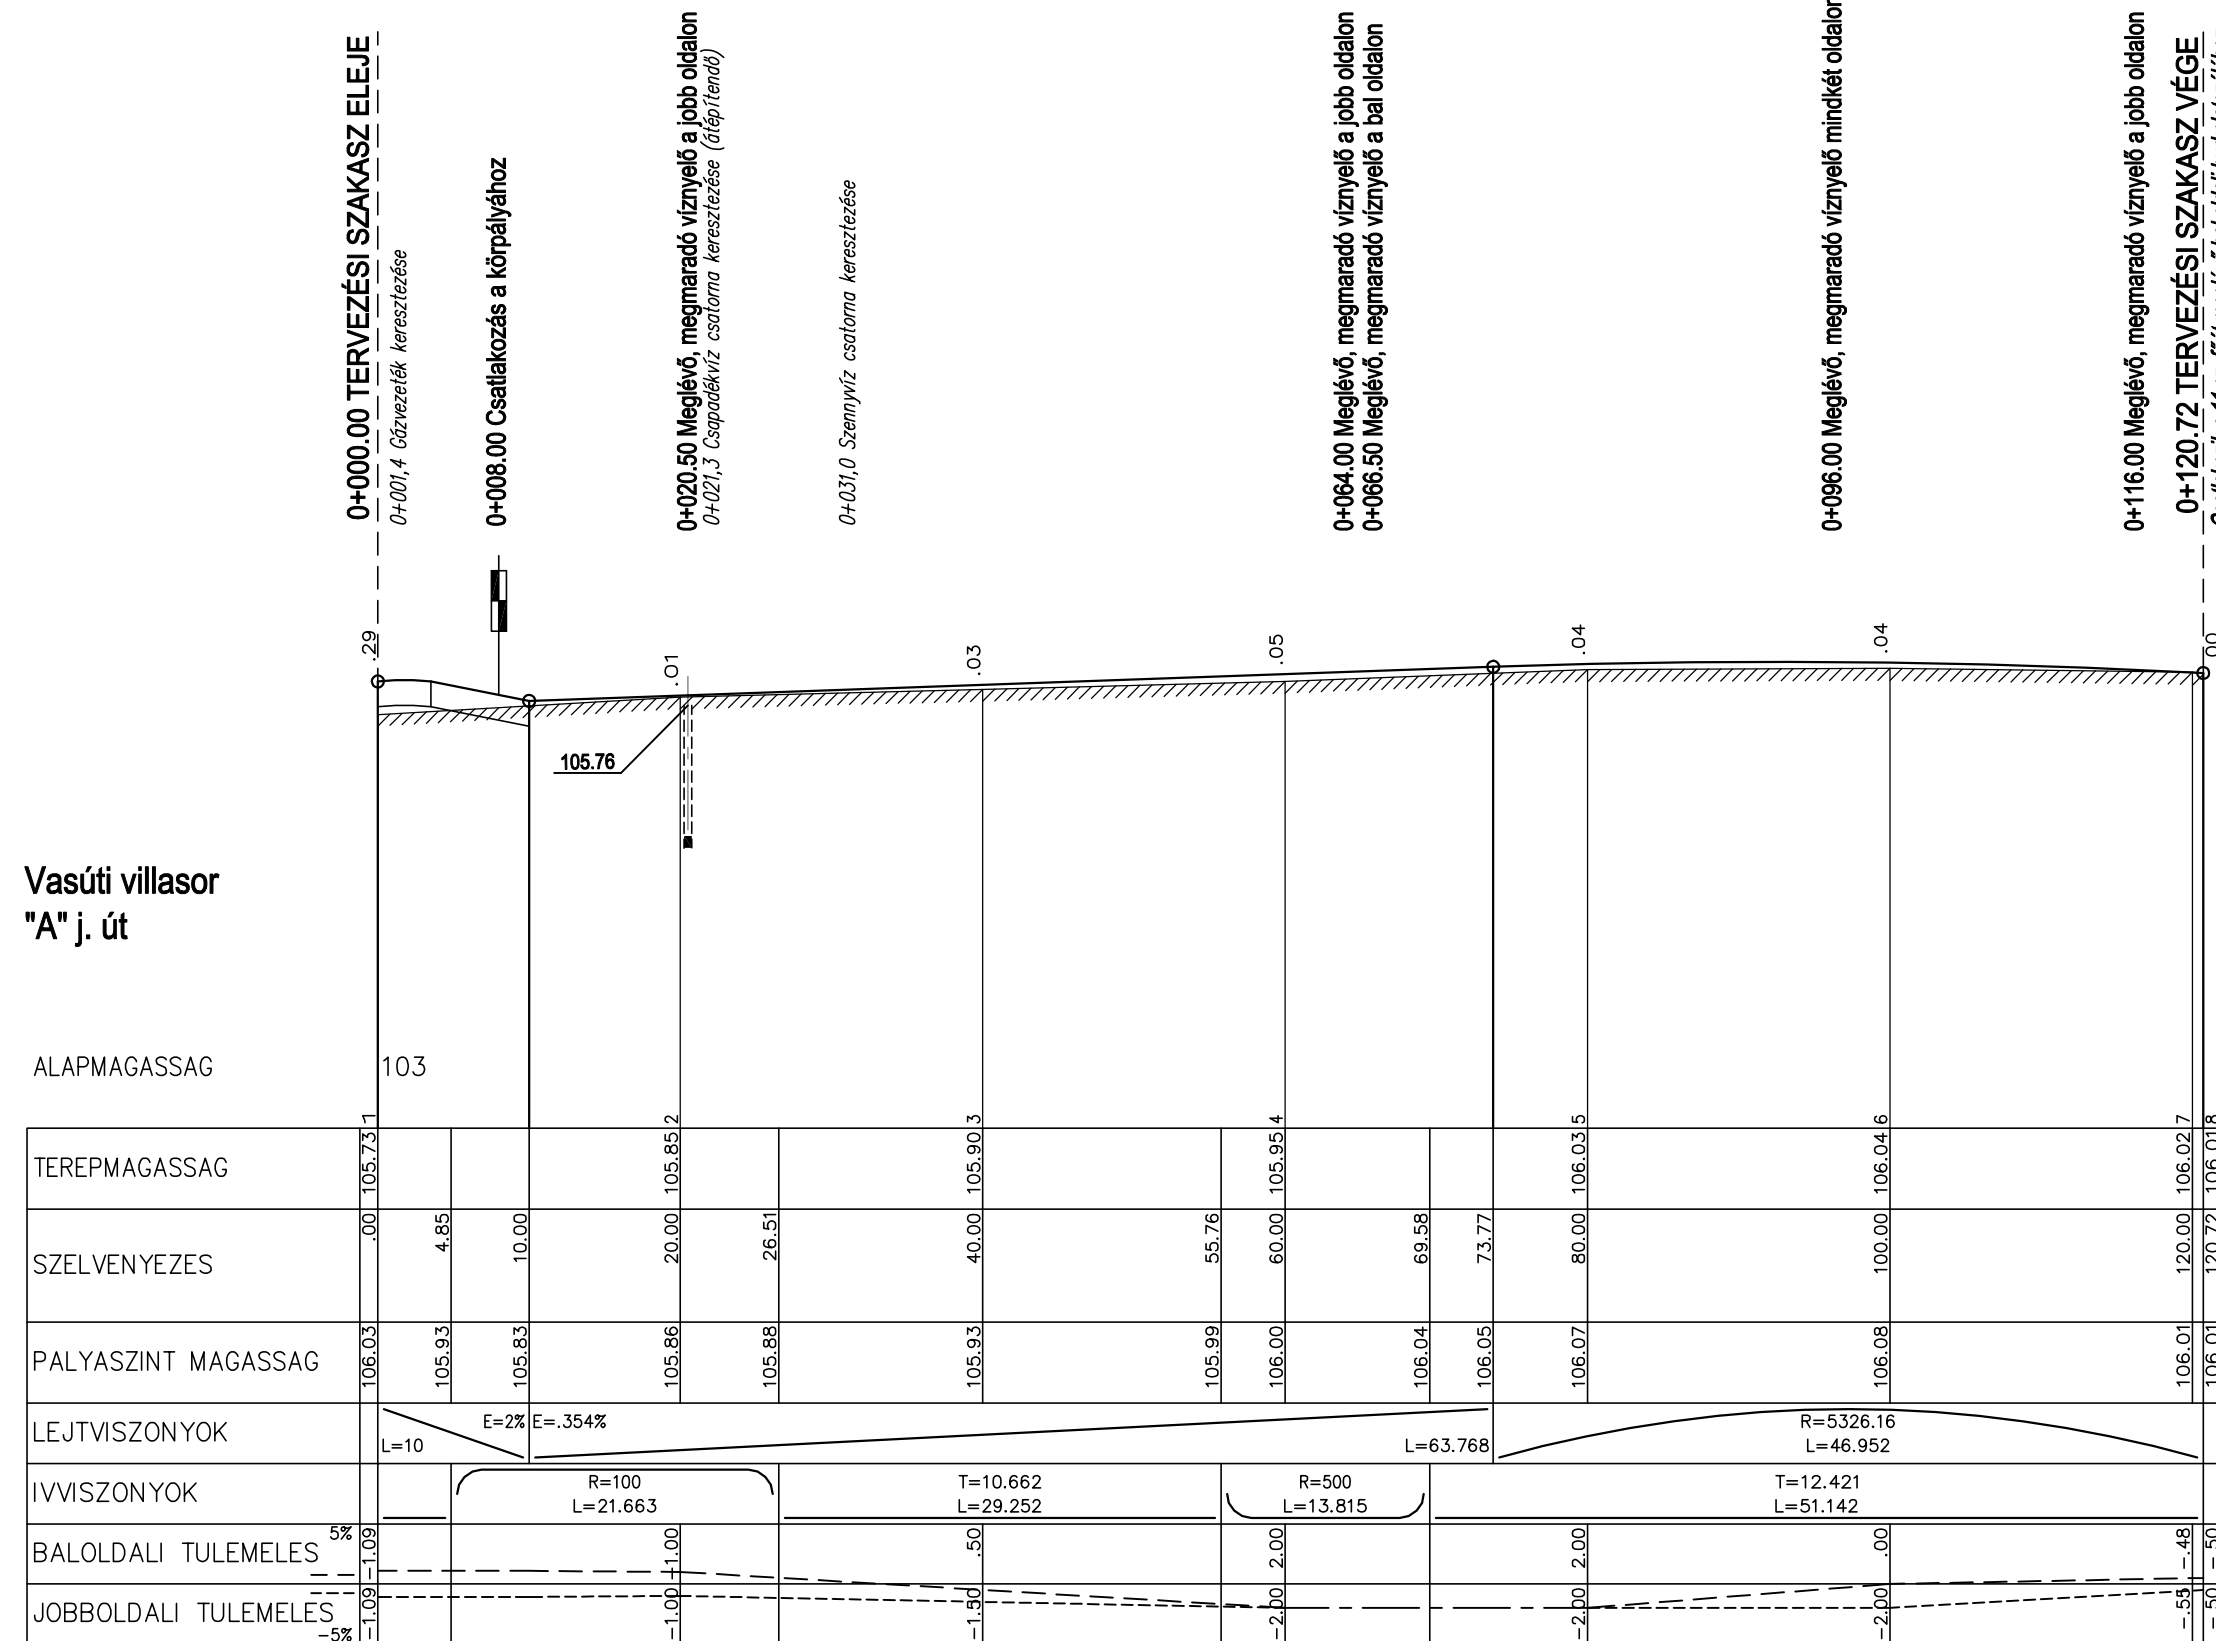 0+000.00 TERVEZÉSI SZAKASZ ELEJE
0+001,4 Gázvezeték keresztezése
0+008.00 Csatlakozás a körpályához
0+020.50 Meglévő, megmaradó víznyelő a jobb oldalon
0+021,3 Csapadékvíz csatorna keresztezése (átépítendő)
0+031,0 Szennyvíz csatorna keresztezése
0+064.00 Meglévő, megmaradó víznyelő a jobb oldalon
0+066.50 Meglévő, megmaradó víznyelő a bal oldalon
0+096.00 Meglévő, megmaradó víznyelő mindkét oldalon
0+116.00 Meglévő, megmaradó víznyelő a jobb oldalon
0+120.72 TERVEZÉSI SZAKASZ VÉGE
.29 .01 .03 .05 .04 .04 .00
105.76
Vasúti villasor
"A" j. út
ALAPMAGASSAG 103
1 2 3 4 5 6 7 8
TEREPMAGASSAG 105.73 105.85 105.90 105.95 106.03 106.04 106.02 106.01
SZELVENYEZES .00 4.85 10.00 20.00 26.51 40.00 55.76 60.00 69.58 73.77 80.00 100.00 120.00 120.72
PALYASZINT MAGASSAG 106.03 105.93 105.83 105.86 105.88 105.93 105.99 106.00 106.04 106.05 106.07 106.08 106.01 106.01
LEJTVISZONYOK L=10 E=2% E=.354% L=63.768 R=5326.16
L=46.952
IVVISZONYOK R=100 T=10.662 R=500 T=12.421
L=21.663 L=29.252 L=13.815 L=51.142
BALOLDALI TULEMELES 5% -1.09 -1.00 .50 2.00 2.00 .00 -.48 -.50
JOBBOLDALI TULEMELES -5% -1.09 -1.00 -1.50 -2.00 -2.00 -2.00 -.55 -.50